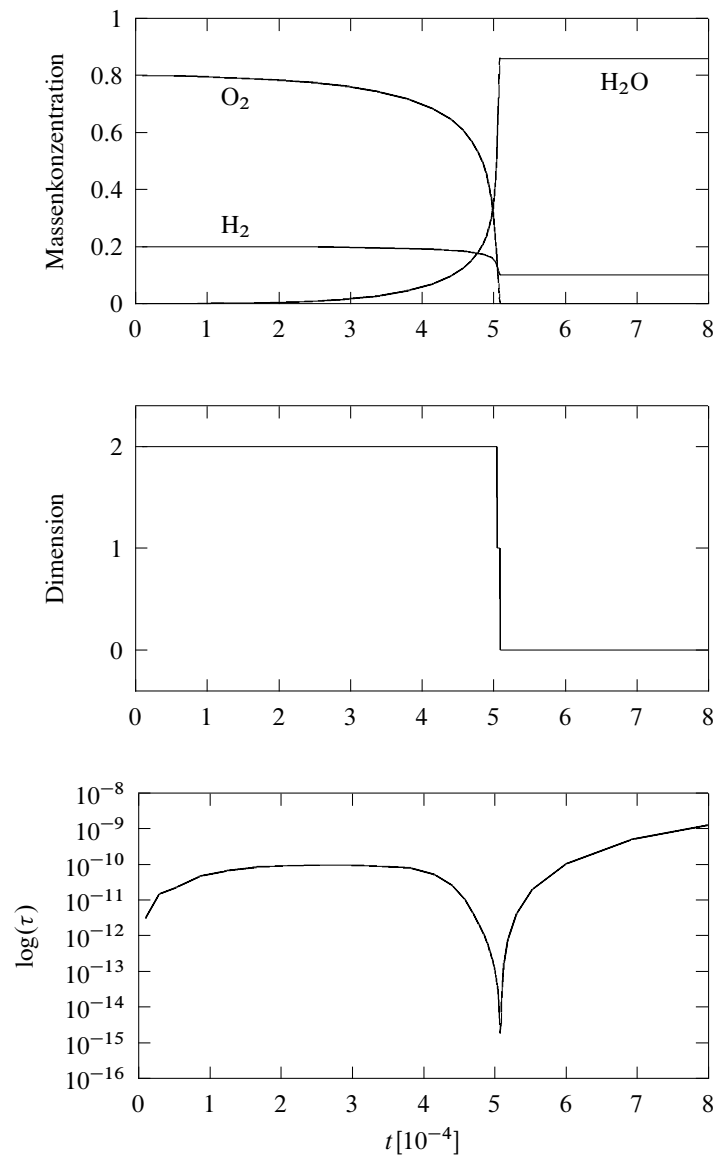 1
0.8
0.6
0.4
0.2
0
Massenkonzentration
O₂
H₂
H₂O
0 1 2 3 4 5 6 7 8
2
1
0
Dimension
0 1 2 3 4 5 6 7 8
10⁻⁸
10⁻⁹
10⁻¹⁰
10⁻¹¹
10⁻¹²
10⁻¹³
10⁻¹⁴
10⁻¹⁵
10⁻¹⁶
log(τ)
0 1 2 3 4 5 6 7 8
t[10⁻⁴]